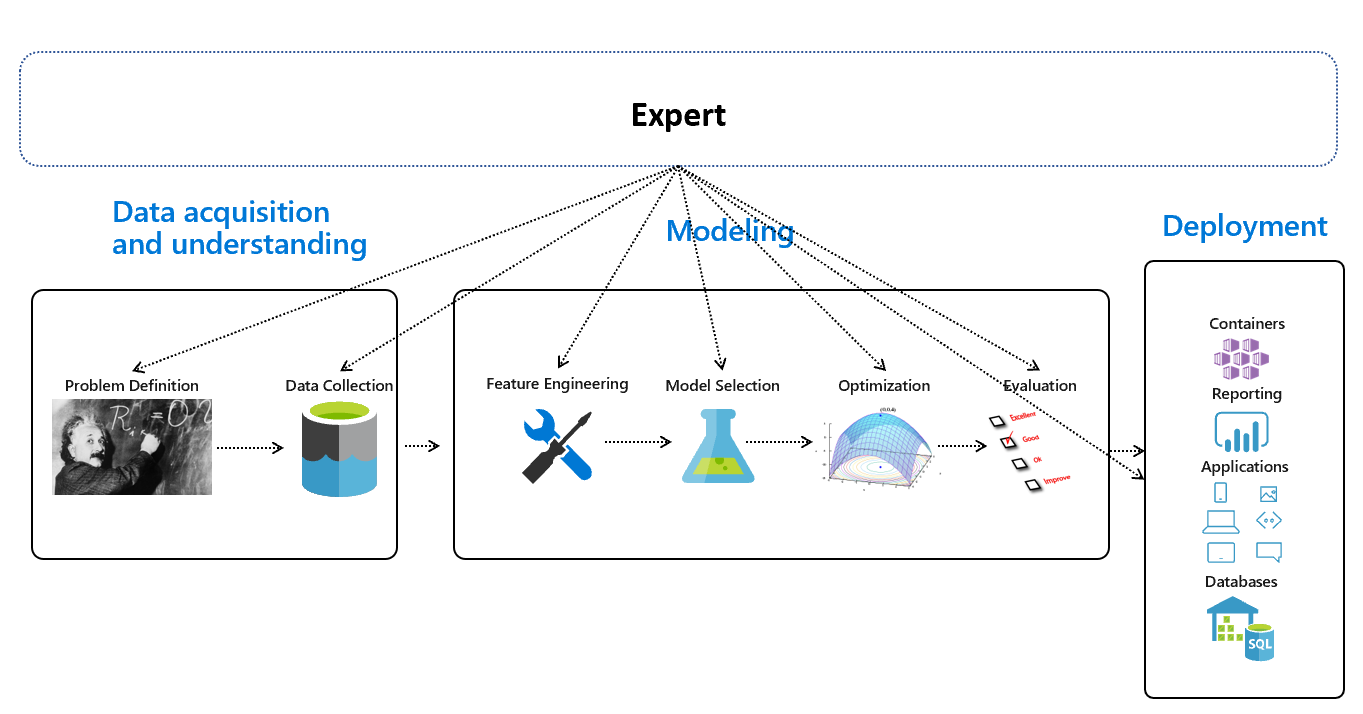 Expert
Data acquisition
and understanding
Modeling
Deployment
Problem Definition
Data Collection
Feature Engineering
Model Selection
Optimization
Evaluation
Excellent
Good
Ok
Improve
Containers
Reporting
Applications
Databases
SQL